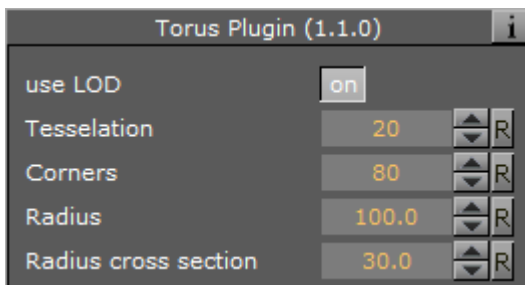 Torus Plugin (1.1.0) i
use LOD on
Tesselation 20 R
Corners 80 R
Radius 100.0 R
Radius cross section 30.0 R